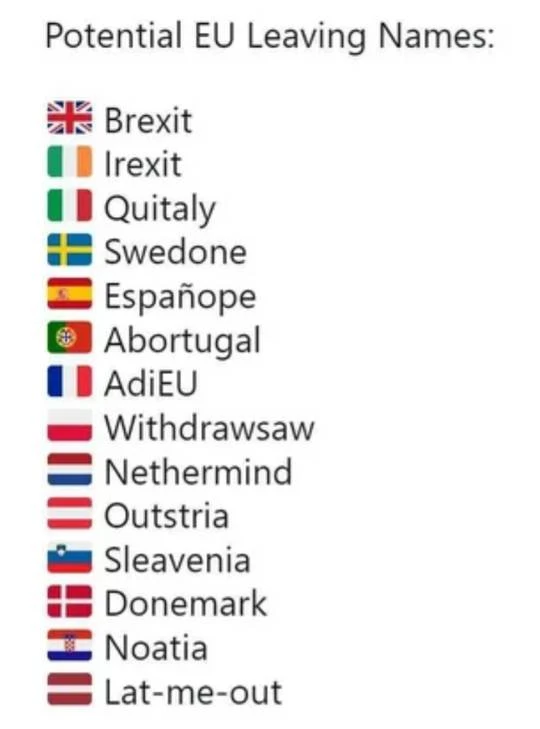 Potential EU Leaving Names:
Brexit
Irexit
Quitaly
Swedone
Españope
Abortugal
AdiEU
Withdrawsaw
Nethermind
Outstria
Sleavenia
Donemark
Noatia
Lat-me-out